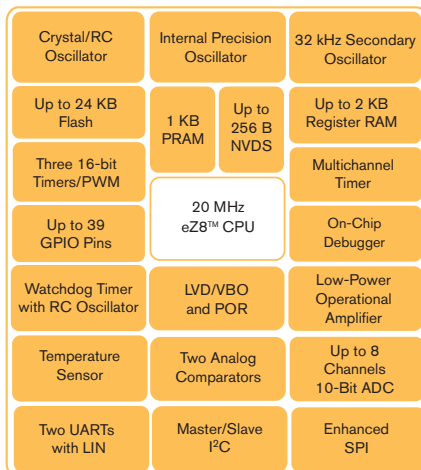 Crystal/RC
Oscillator
Internal Precision
Oscillator
32 kHz Secondary
Oscillator
Up to 24 KB
Flash
1 KB
PRAM
Up to
256 B
NVDS
Up to 2 KB
Register RAM
Three 16-bit
Timers/PWM
Multichannel
Timer
20 MHz
eZ8™ CPU
Up to 39
GPIO Pins
On-Chip
Debugger
Watchdog Timer
with RC Oscillator
LVD/VBO
and POR
Low-Power
Operational
Amplifier
Temperature
Sensor
Two Analog
Comparators
Up to 8
Channels
10-Bit ADC
Two UARTs
with LIN
Master/Slave
I²C
Enhanced
SPI